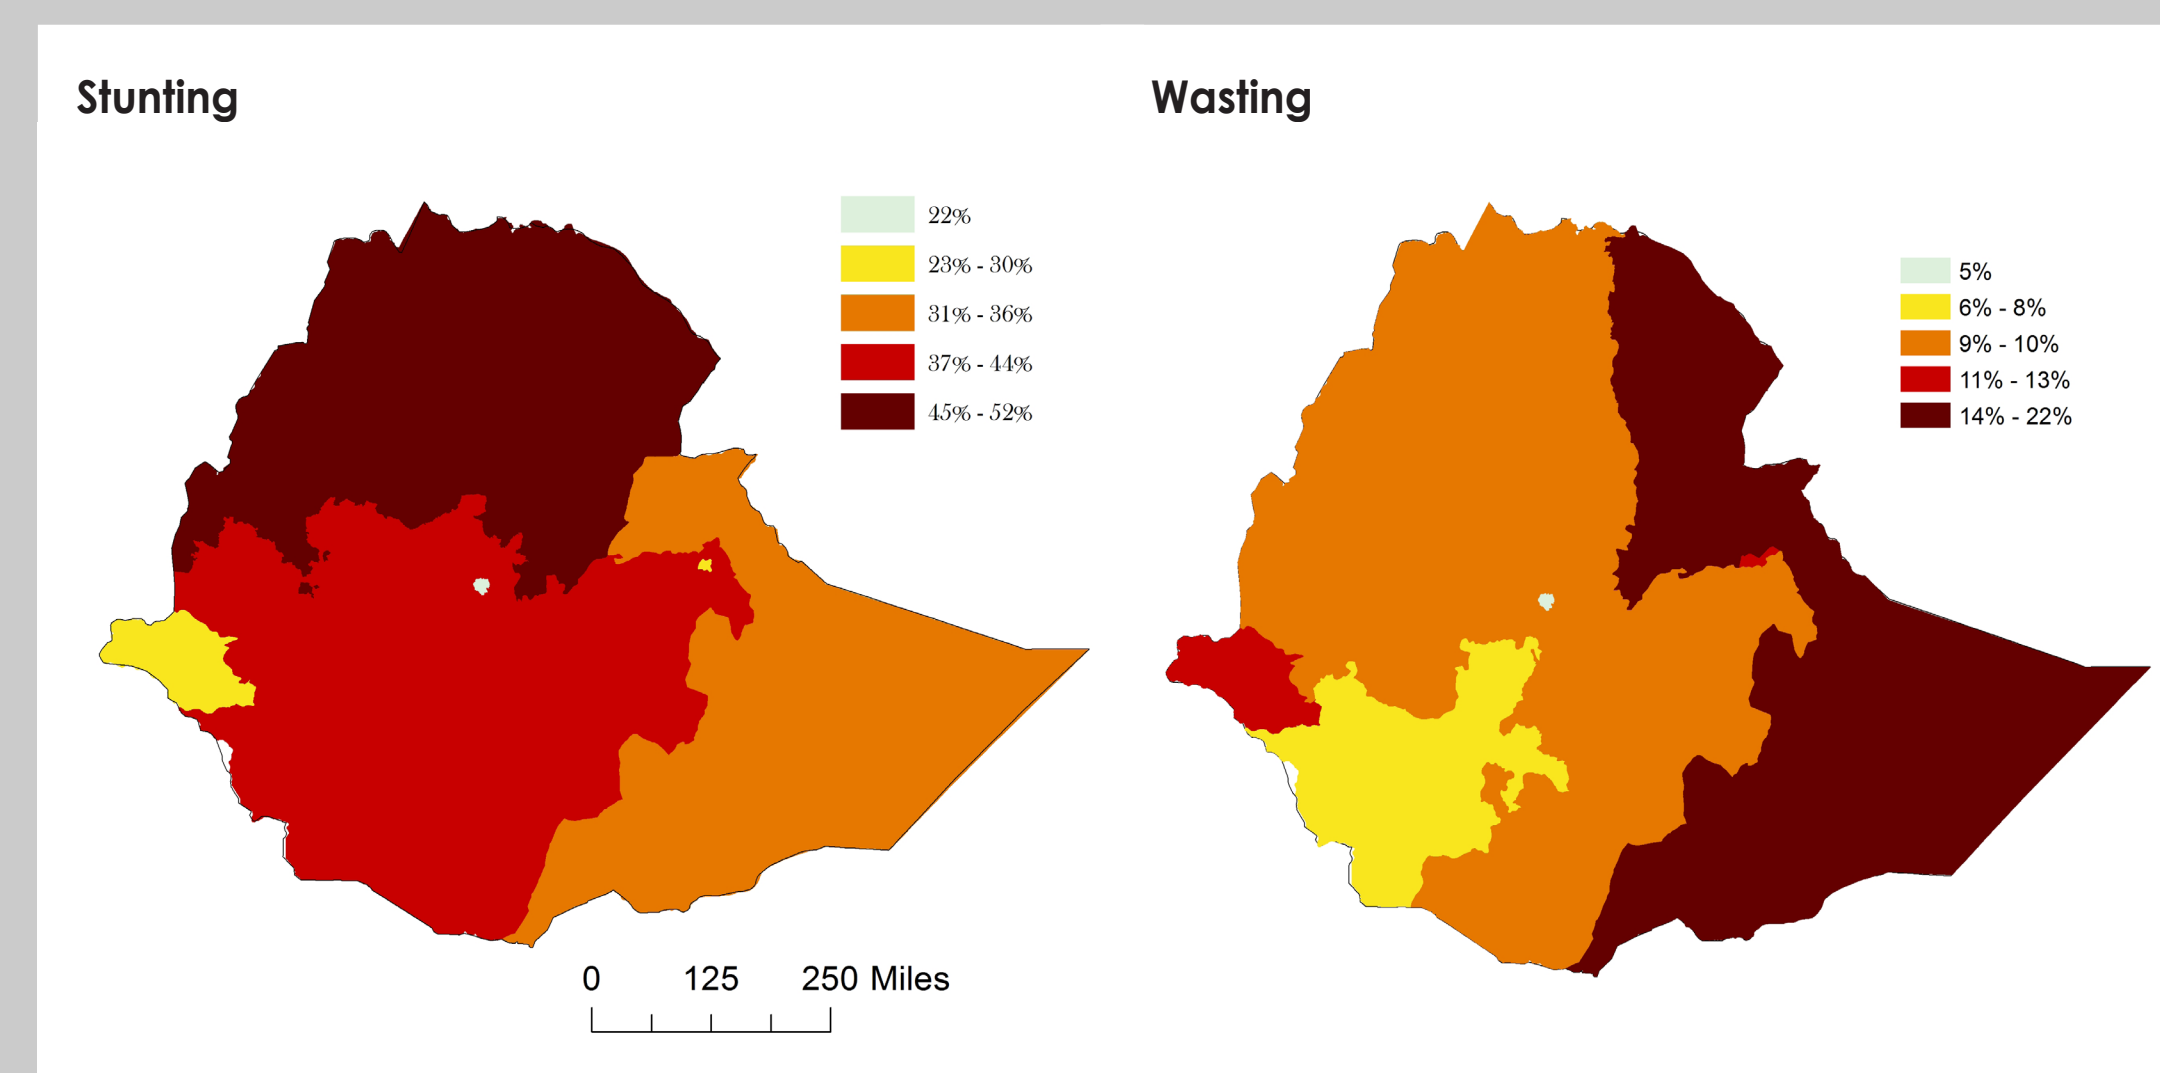 Stunting
22%
23% - 30%
31% - 36%
37% - 44%
45% - 52%
0 125 250 Miles
Wasting
5%
6% - 8%
9% - 10%
11% - 13%
14% - 22%